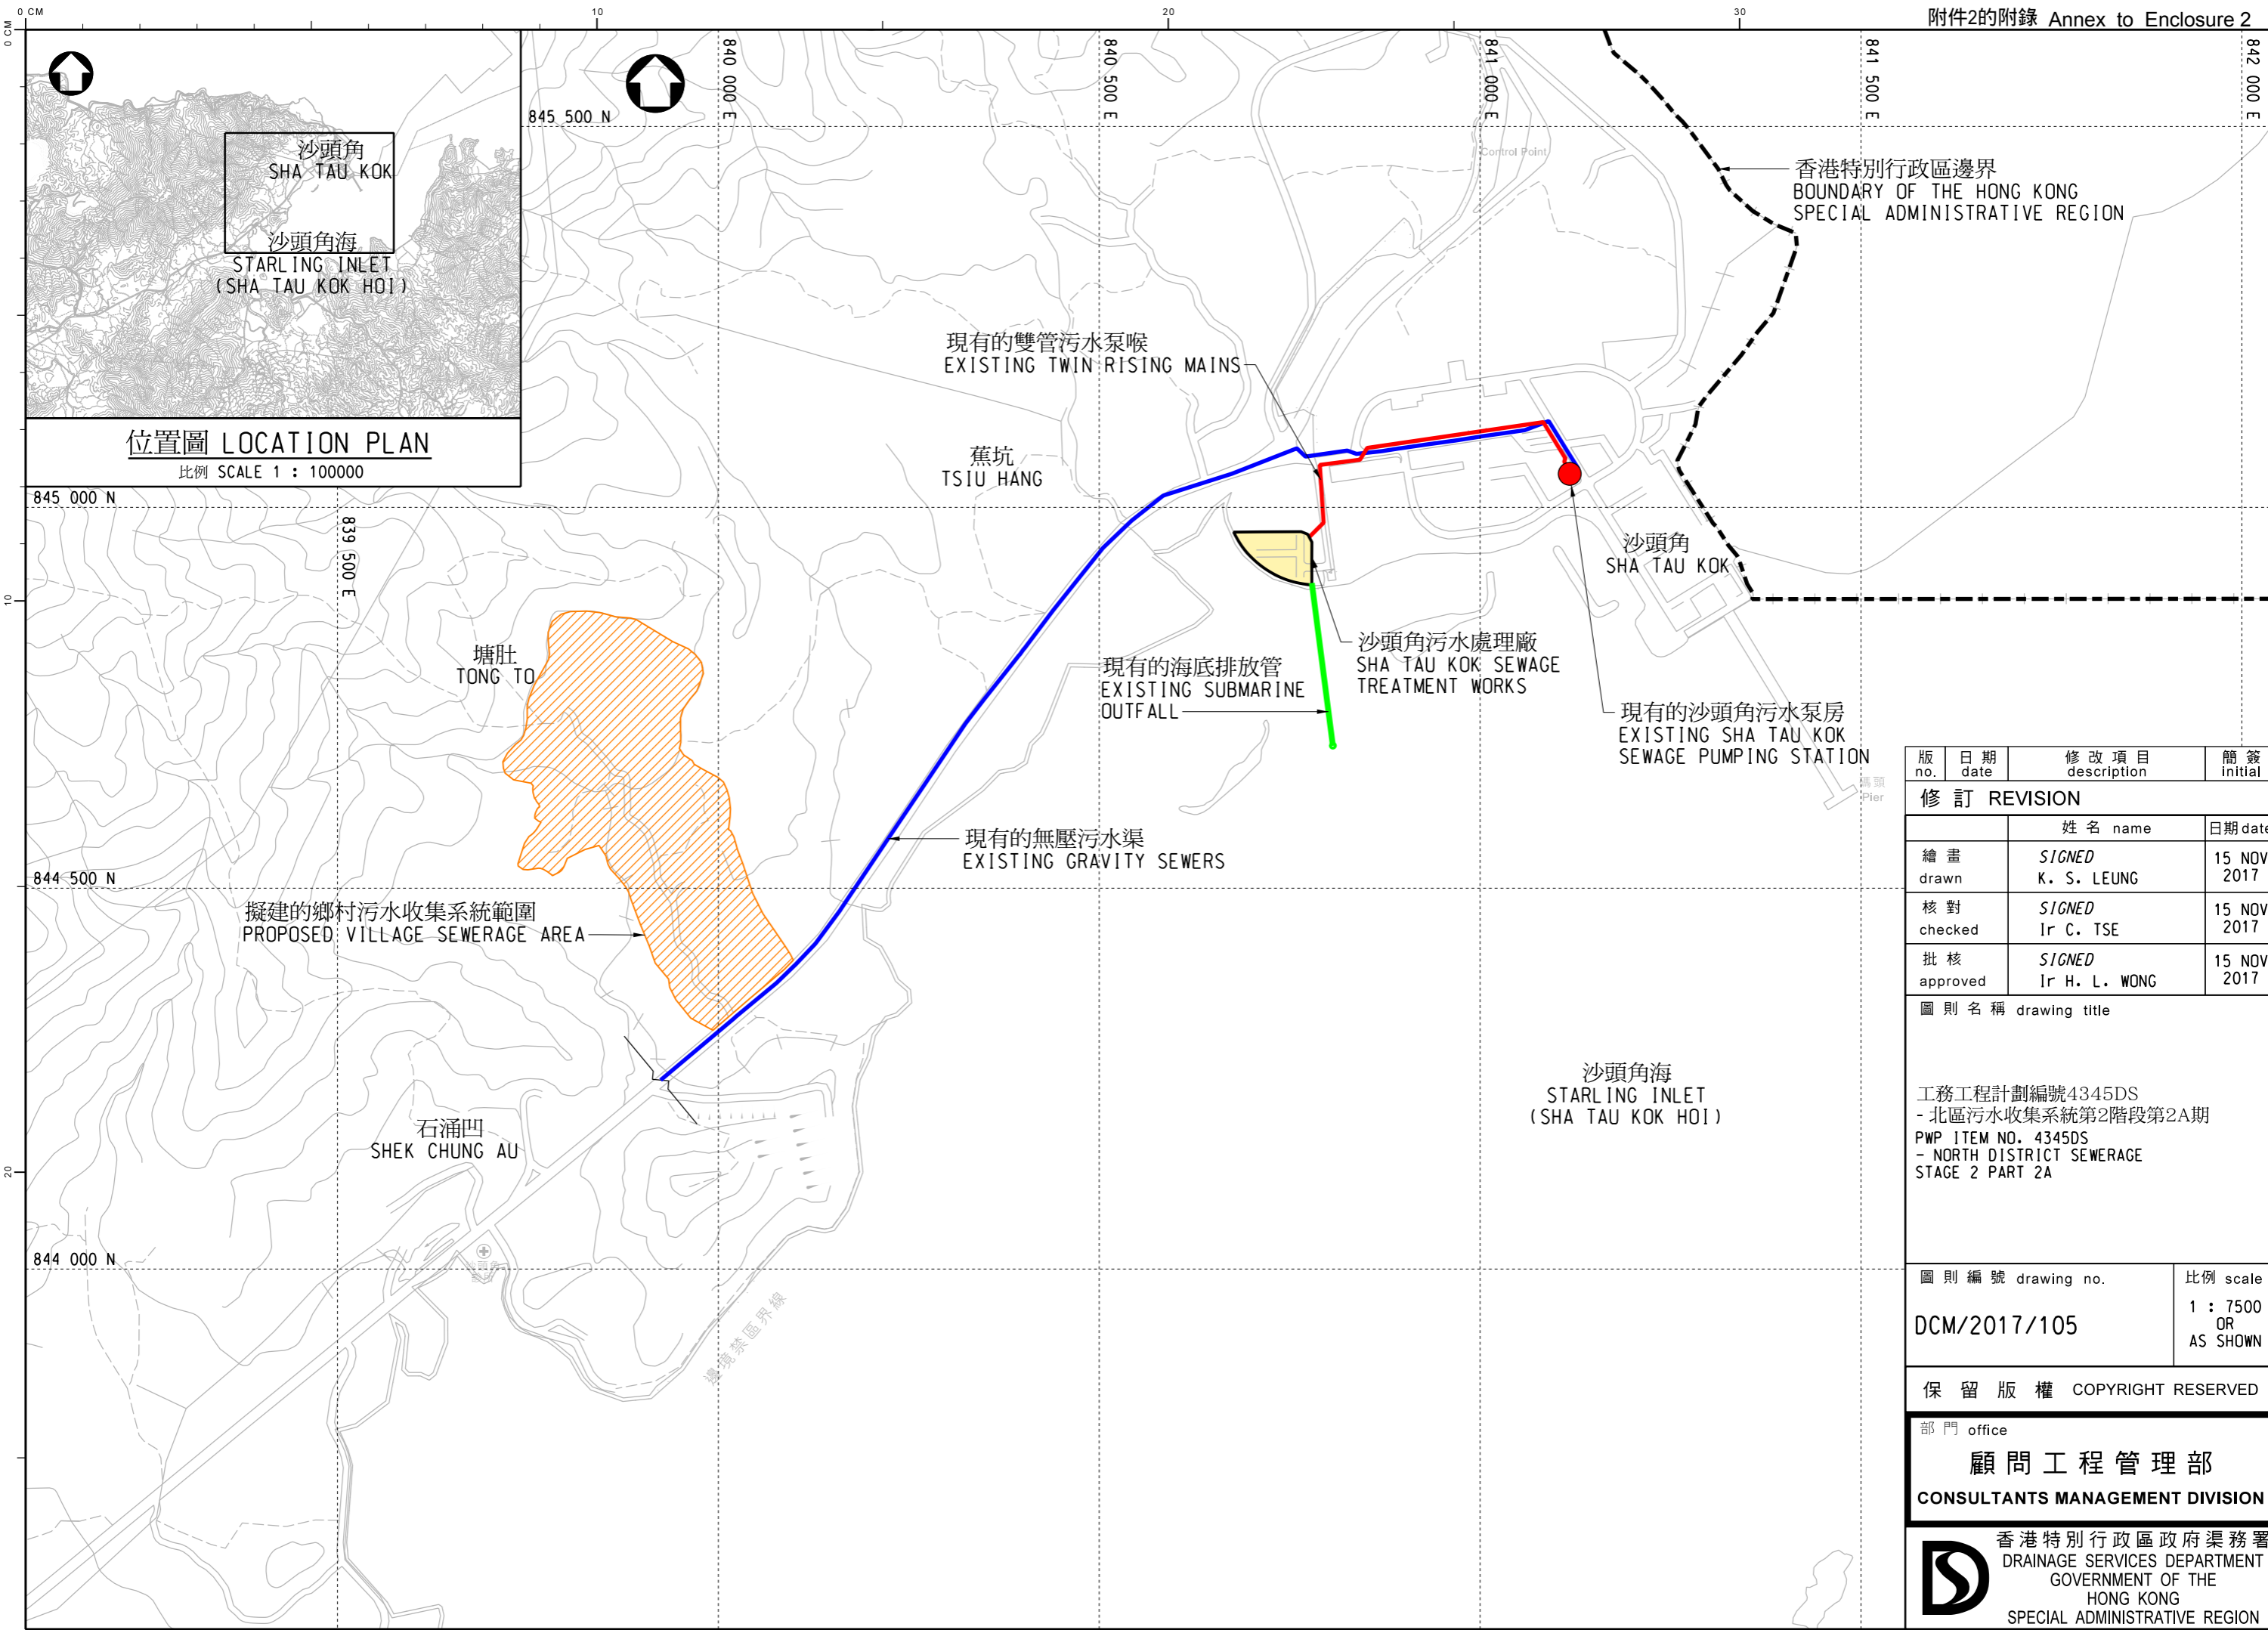 附件2的附錄 Annex to Enclosure 2
0 CM
10
20
30
0 CM
10
20
沙頭角
SHA TAU KOK
沙頭角海
STARLING INLET
(SHA TAU KOK HOI)
位置圖 LOCATION PLAN
比例 SCALE 1 : 100000
839 500 E
840 000 E
840 500 E
841 000 E
841 500 E
842 000 E
845 500 N
845 000 N
844 500 N
844 000 N
Control Point
香港特別行政區邊界
BOUNDARY OF THE HONG KONG
SPECIAL ADMINISTRATIVE REGION
現有的雙管污水泵喉
EXISTING TWIN RISING MAINS
蕉坑
TSIU HANG
沙頭角
SHA TAU KOK
塘肚
TONG TO
現有的海底排放管
EXISTING SUBMARINE
OUTFALL
沙頭角污水處理廠
SHA TAU KOK SEWAGE
TREATMENT WORKS
現有的沙頭角污水泵房
EXISTING SHA TAU KOK
SEWAGE PUMPING STATION
碼頭
Pier
現有的無壓污水渠
EXISTING GRAVITY SEWERS
擬建的鄉村污水收集系統範圍
PROPOSED VILLAGE SEWERAGE AREA
沙頭角海
STARLING INLET
(SHA TAU KOK HOI)
石涌凹
SHEK CHUNG AU
邊境禁區界線
版 日期 修改項目 簡簽
no. date description initial
修訂 REVISION
姓名 name 日期 date
繪畫 SIGNED 15 NOV
drawn K. S. LEUNG 2017
核對 SIGNED 15 NOV
checked Ir C. TSE 2017
批核 SIGNED 15 NOV
approved Ir H. L. WONG 2017
圖則名稱 drawing title
工務工程計劃編號4345DS
- 北區污水收集系統第2階段第2A期
PWP ITEM NO. 4345DS
- NORTH DISTRICT SEWERAGE
STAGE 2 PART 2A
圖則編號 drawing no. 比例 scale
DCM/2017/105
1 : 7500
OR
AS SHOWN
保留版權 COPYRIGHT RESERVED
部門 office
顧問工程管理部
CONSULTANTS MANAGEMENT DIVISION
香港特別行政區政府渠務署
DRAINAGE SERVICES DEPARTMENT
GOVERNMENT OF THE
HONG KONG
SPECIAL ADMINISTRATIVE REGION